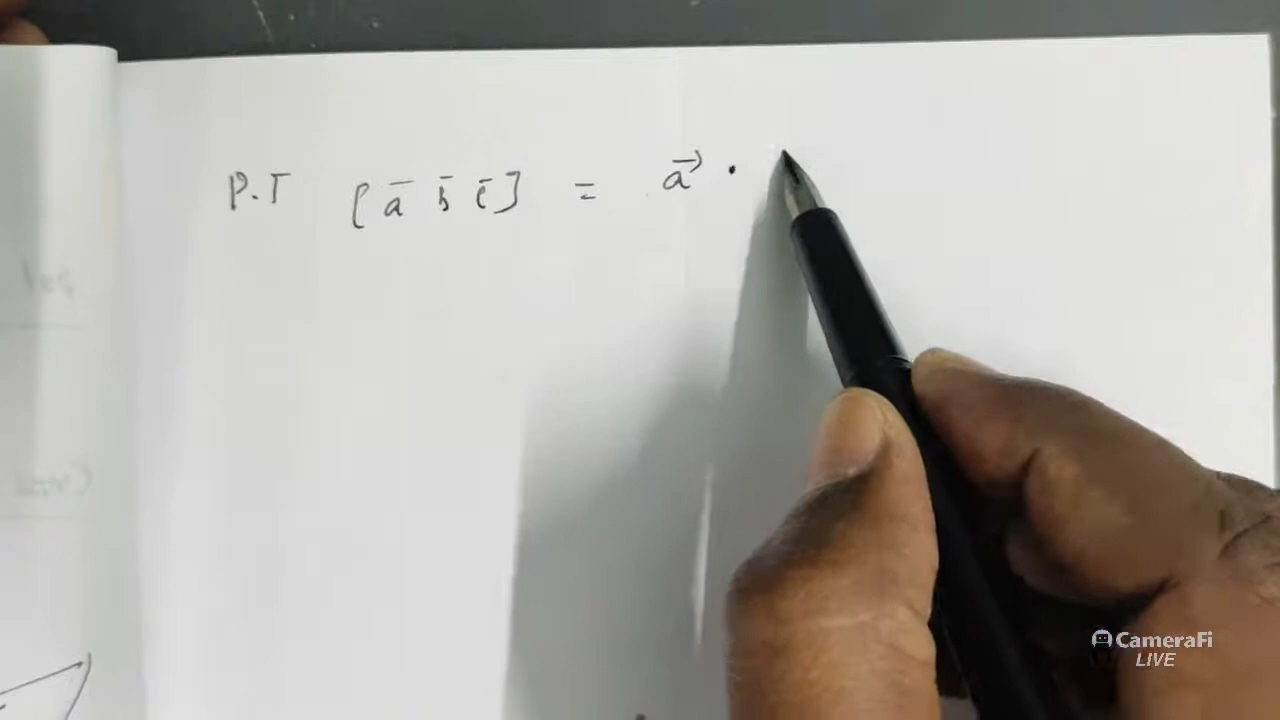 P.T [a̅ b̅ c̅] = a⃗ ·
CameraFi
LIVE